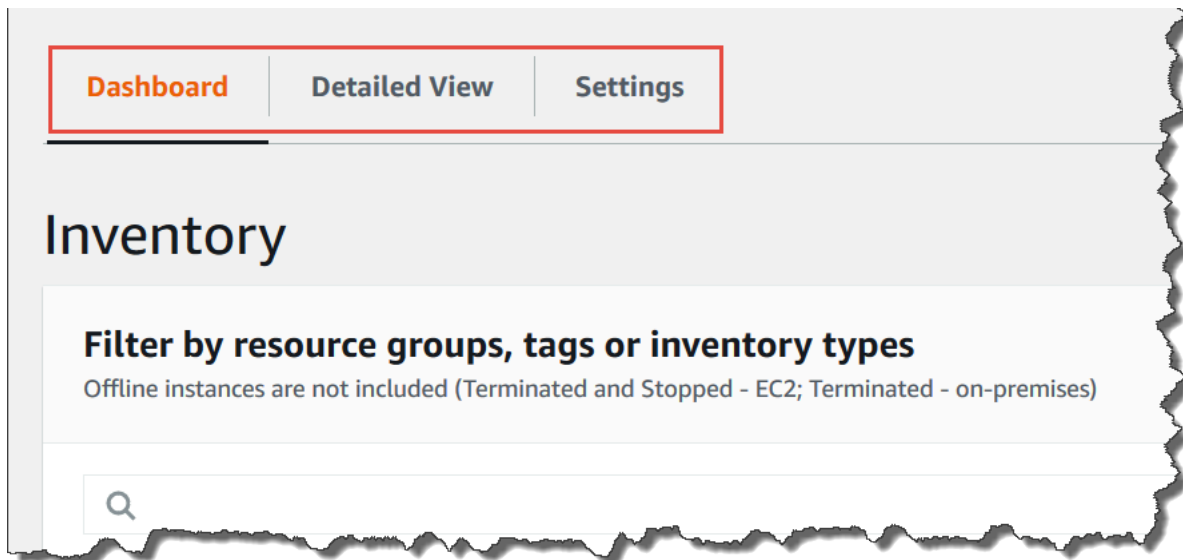 Dashboard Detailed View Settings
Inventory
Filter by resource groups, tags or inventory types
Offline instances are not included (Terminated and Stopped - EC2; Terminated - on-premises)